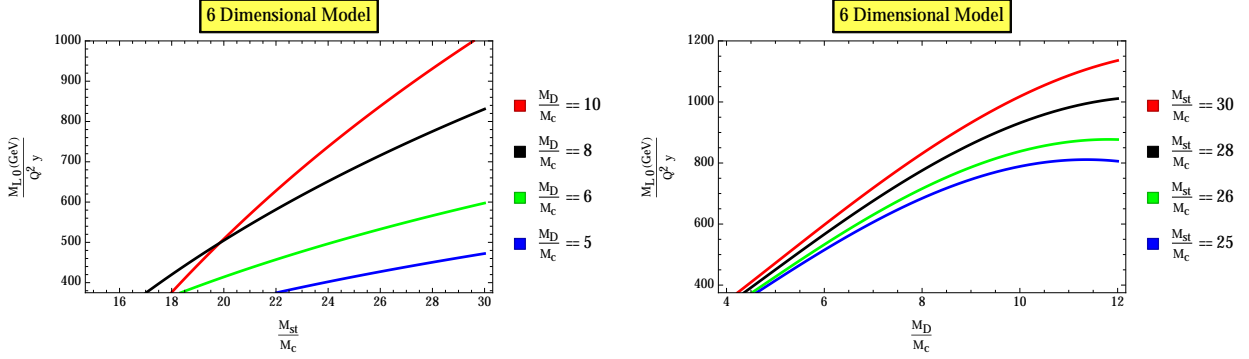 6 Dimensional Model
1000
900
800
700
600
500
400
16 18 20 22 24 26 28 30
M_L0(GeV)
Q^2 y
M_st
M_c
M_D
M_c == 10
M_D
M_c == 8
M_D
M_c == 6
M_D
M_c == 5
6 Dimensional Model
1200
1000
800
600
400
4 6 8 10 12
M_L0(GeV)
Q^2 y
M_D
M_c
M_st
M_c == 30
M_st
M_c == 28
M_st
M_c == 26
M_st
M_c == 25